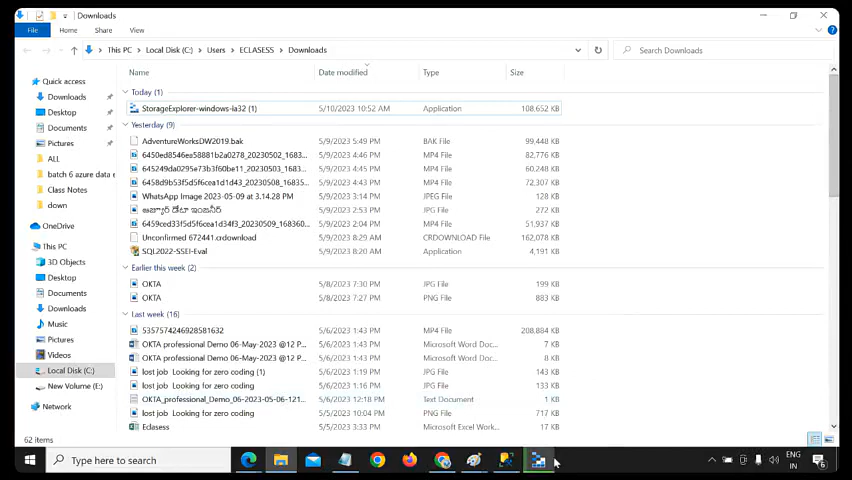 Downloads
File Home Share View
This PC > Local Disk (C:) > Users > ECLASESS > Downloads
Search Downloads
Name Date modified Type Size
Quick access
Downloads
Desktop
Documents
Pictures
ALL
batch 6 azure data e
Class Notes
down
OneDrive
This PC
3D Objects
Desktop
Documents
Downloads
Music
Pictures
Videos
Local Disk (C:)
New Volume (E:)
Network
Today (1)
StorageExplorer-windows-ia32 (1) 5/10/2023 10:52 AM Application 108,652 KB
Yesterday (9)
AdventureWorksDW2019.bak 5/9/2023 5:49 PM BAK File 99,448 KB
6450ed8546ea58881b2a0278_20230502_1683... 5/9/2023 4:46 PM MP4 File 82,776 KB
645249da0295e73b3f60be11_20230503_1683... 5/9/2023 4:45 PM MP4 File 60,248 KB
6458d9b53f5d5f6cea1d1d43_20230508_16835... 5/9/2023 4:43 PM MP4 File 72,307 KB
WhatsApp Image 2023-05-09 at 3.14.28 PM 5/9/2023 3:14 PM JPEG File 128 KB
అజ్యూర్ డేటా ఇంజనీర్ 5/9/2023 2:53 PM JPG File 272 KB
6459ced33f5d5f6cea1d34f3_20230509_168360... 5/9/2023 2:04 PM MP4 File 51,937 KB
Unconfirmed 672441.crdownload 5/9/2023 8:29 AM CRDOWNLOAD File 162,078 KB
SQL2022-SSEI-Eval 5/9/2023 8:20 AM Application 4,191 KB
Earlier this week (2)
OKTA 5/8/2023 7:30 PM JPG File 199 KB
OKTA 5/8/2023 7:27 PM PNG File 883 KB
Last week (16)
5357574246928581632 5/6/2023 1:43 PM MP4 File 208,884 KB
OKTA professional Demo 06-May-2023 @12 P... 5/6/2023 1:43 PM Microsoft Word Doc... 7 KB
OKTA professional Demo 06-May-2023 @12 P... 5/6/2023 1:43 PM Microsoft Word Doc... 8 KB
lost job Looking for zero coding (1) 5/6/2023 1:19 PM JPG File 143 KB
lost job Looking for zero coding 5/6/2023 1:16 PM JPG File 133 KB
OKTA_professional_Demo_06-2023-05-06-121... 5/6/2023 12:18 PM Text Document 1 KB
lost job Looking for zero coding 5/5/2023 10:04 PM PNG File 717 KB
Eclasess 5/5/2023 3:33 PM Microsoft Excel Work... 17 KB
62 items
Type here to search
ENG
IN
6